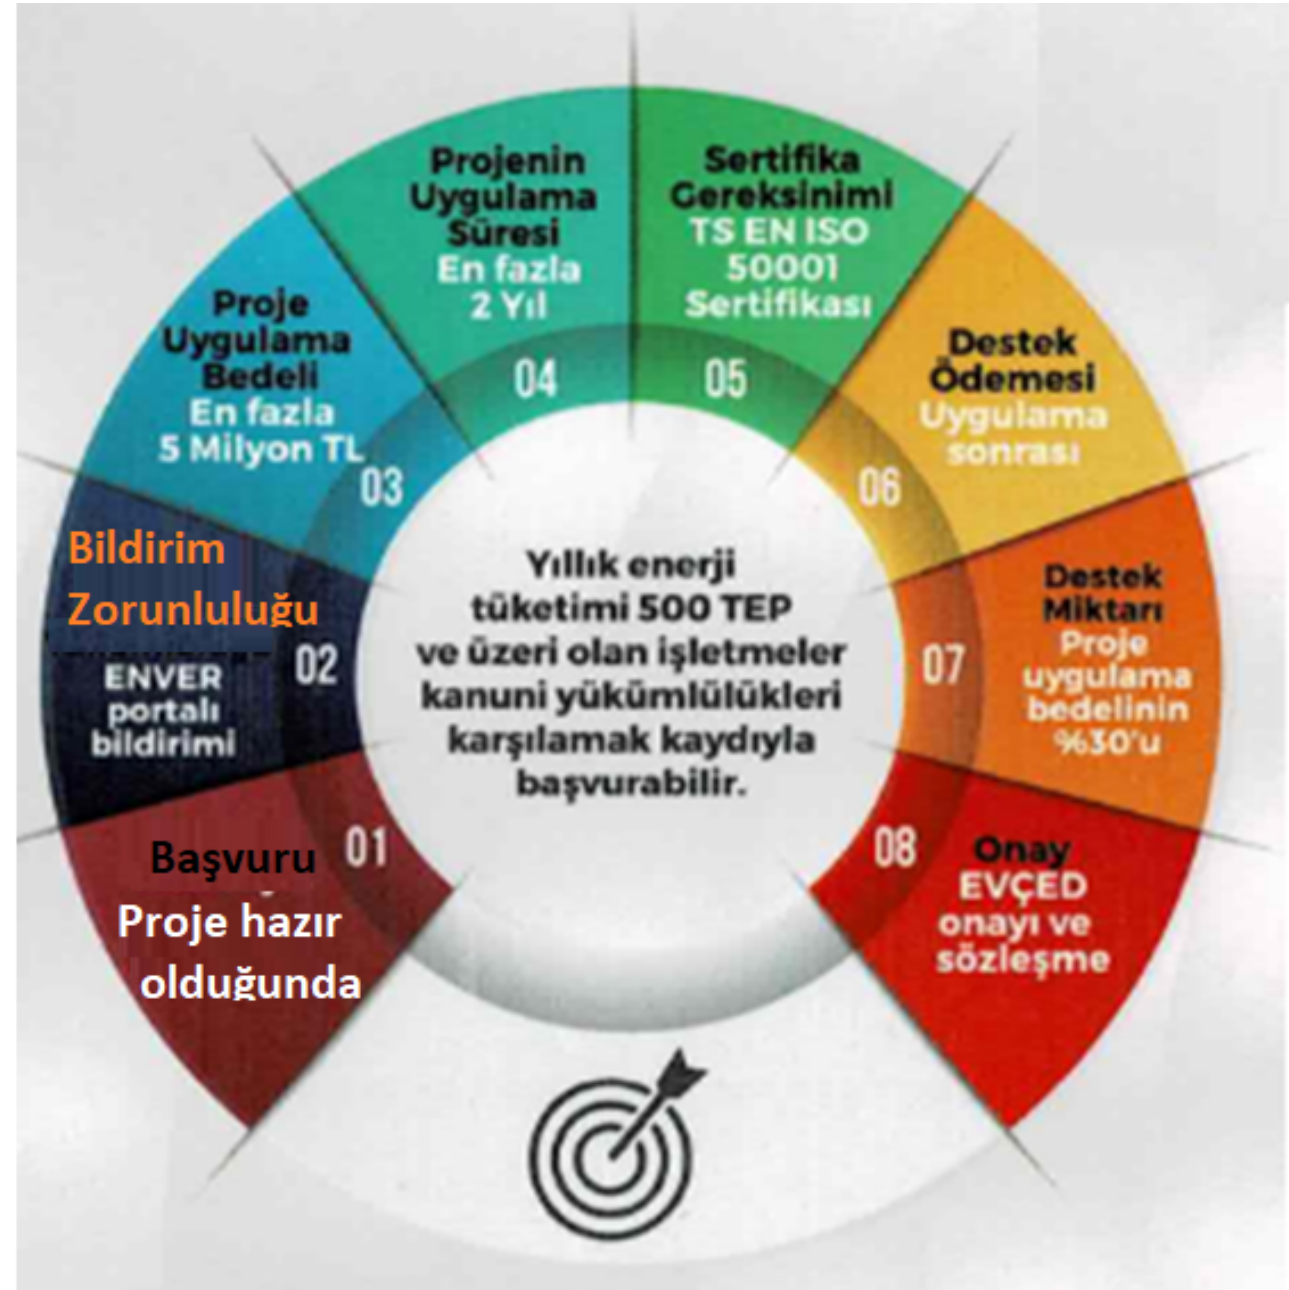 Başvuru
Proje hazır
olduğunda
01
Bildirim
Zorunluluğu
ENVER
portalı
bildirimi
02
Proje
Uygulama
Bedeli
En fazla
5 Milyon TL
03
Projenin
Uygulama
Süresi
En fazla
2 Yıl
04
Sertifika
Gereksinimi
TS EN ISO
50001
Sertifikası
05
Destek
Ödemesi
Uygulama
sonrası
06
Destek
Miktarı
Proje
uygulama
bedelinin
%30'u
07
Onay
EVÇED
onayı ve
sözleşme
08
Yıllık enerji
tüketimi 500 TEP
ve üzeri olan işletmeler
kanuni yükümlülükleri
karşılamak kaydıyla
başvurabilir.